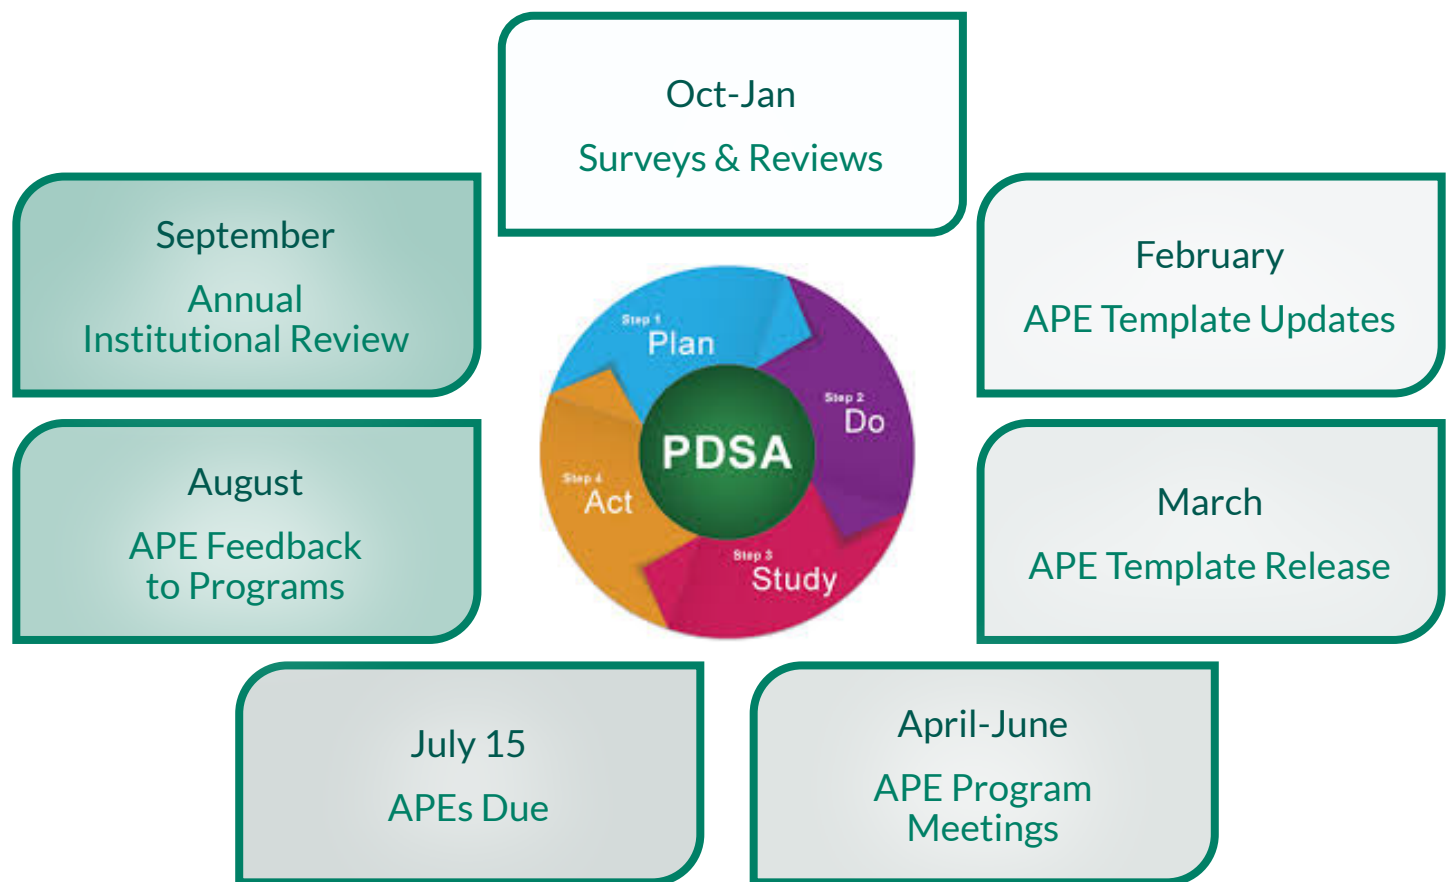 Oct-Jan
Surveys & Reviews
February
APE Template Updates
March
APE Template Release
April-June
APE Program
Meetings
July 15
APEs Due
August
APE Feedback
to Programs
September
Annual
Institutional Review
PDSA
Step 1
Plan
Step 2
Do
Step 3
Study
Step 4
Act